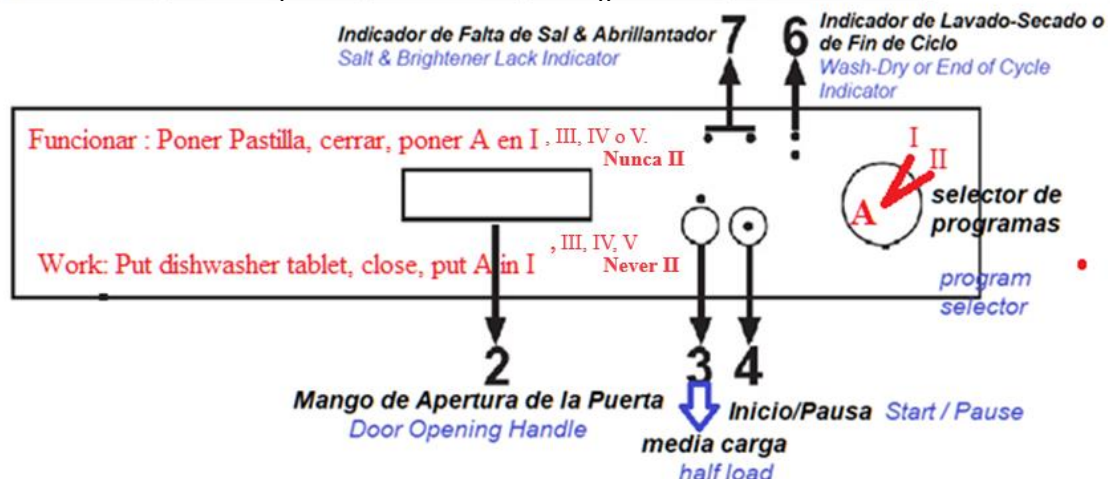 Indicador de Falta de Sal & Abrillantador 7
Salt & Brightener Lack Indicator
6 Indicador de Lavado-Secado o
de Fin de Ciclo
Wash-Dry or End of Cycle
Indicator
Funcionar : Poner Pastilla, cerrar, poner A en I , III, IV o V.
Nunca II
I
II
A
selector de
programas
program
selector
Work: Put dishwasher tablet, close, put A in I , III, IV, V
Never II
2
Mango de Apertura de la Puerta
Door Opening Handle
3
media carga
half load
4
Inicio/Pausa Start / Pause